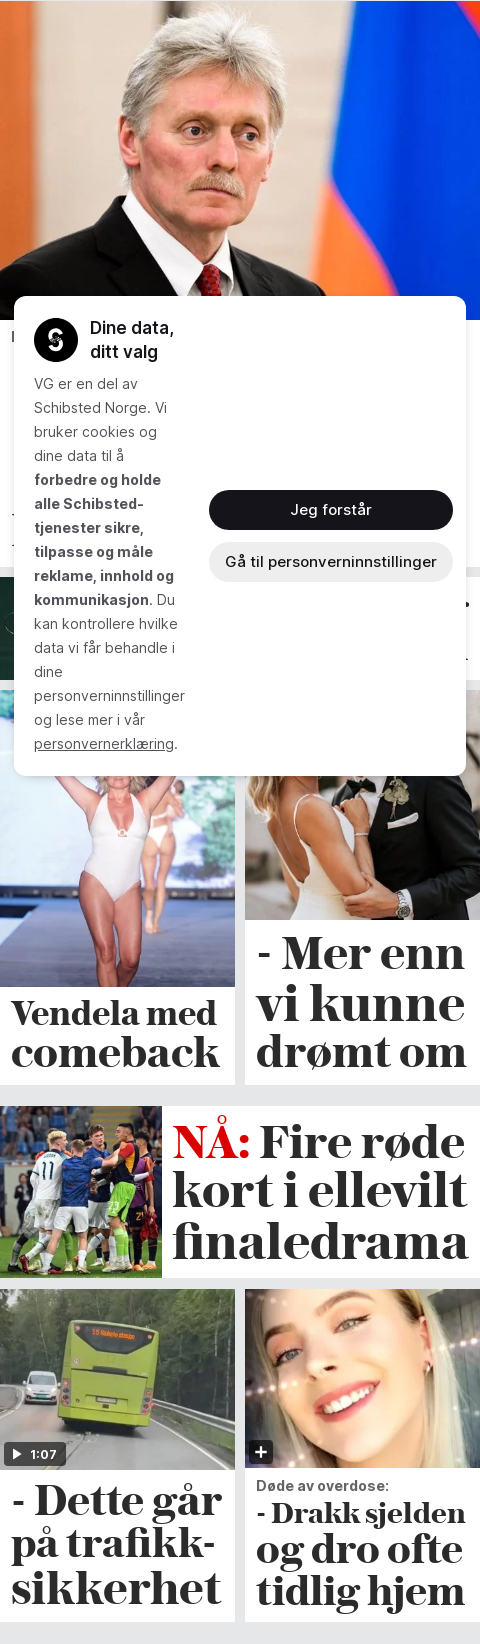 Dine data,
ditt valg
VG er en del av
Schibsted Norge. Vi
bruker cookies og
dine data til å
forbedre og holde
alle Schibsted-
tjenester sikre,
tilpasse og måle
reklame, innhold og
kommunikasjon. Du
kan kontrollere hvilke
data vi får behandle i
dine
personverninnstillinger
og lese mer i vår
personvernerklæring.
Jeg forstår
Gå til personverninnstillinger
Vendela med
comeback
- Mer enn
vi kunne
drømt om
NÅ: Fire røde
kort i ellevilt
finaledrama
1:07
- Dette går
på trafikk-
sikkerhet
Døde av overdose:
- Drakk sjelden
og dro ofte
tidlig hjem